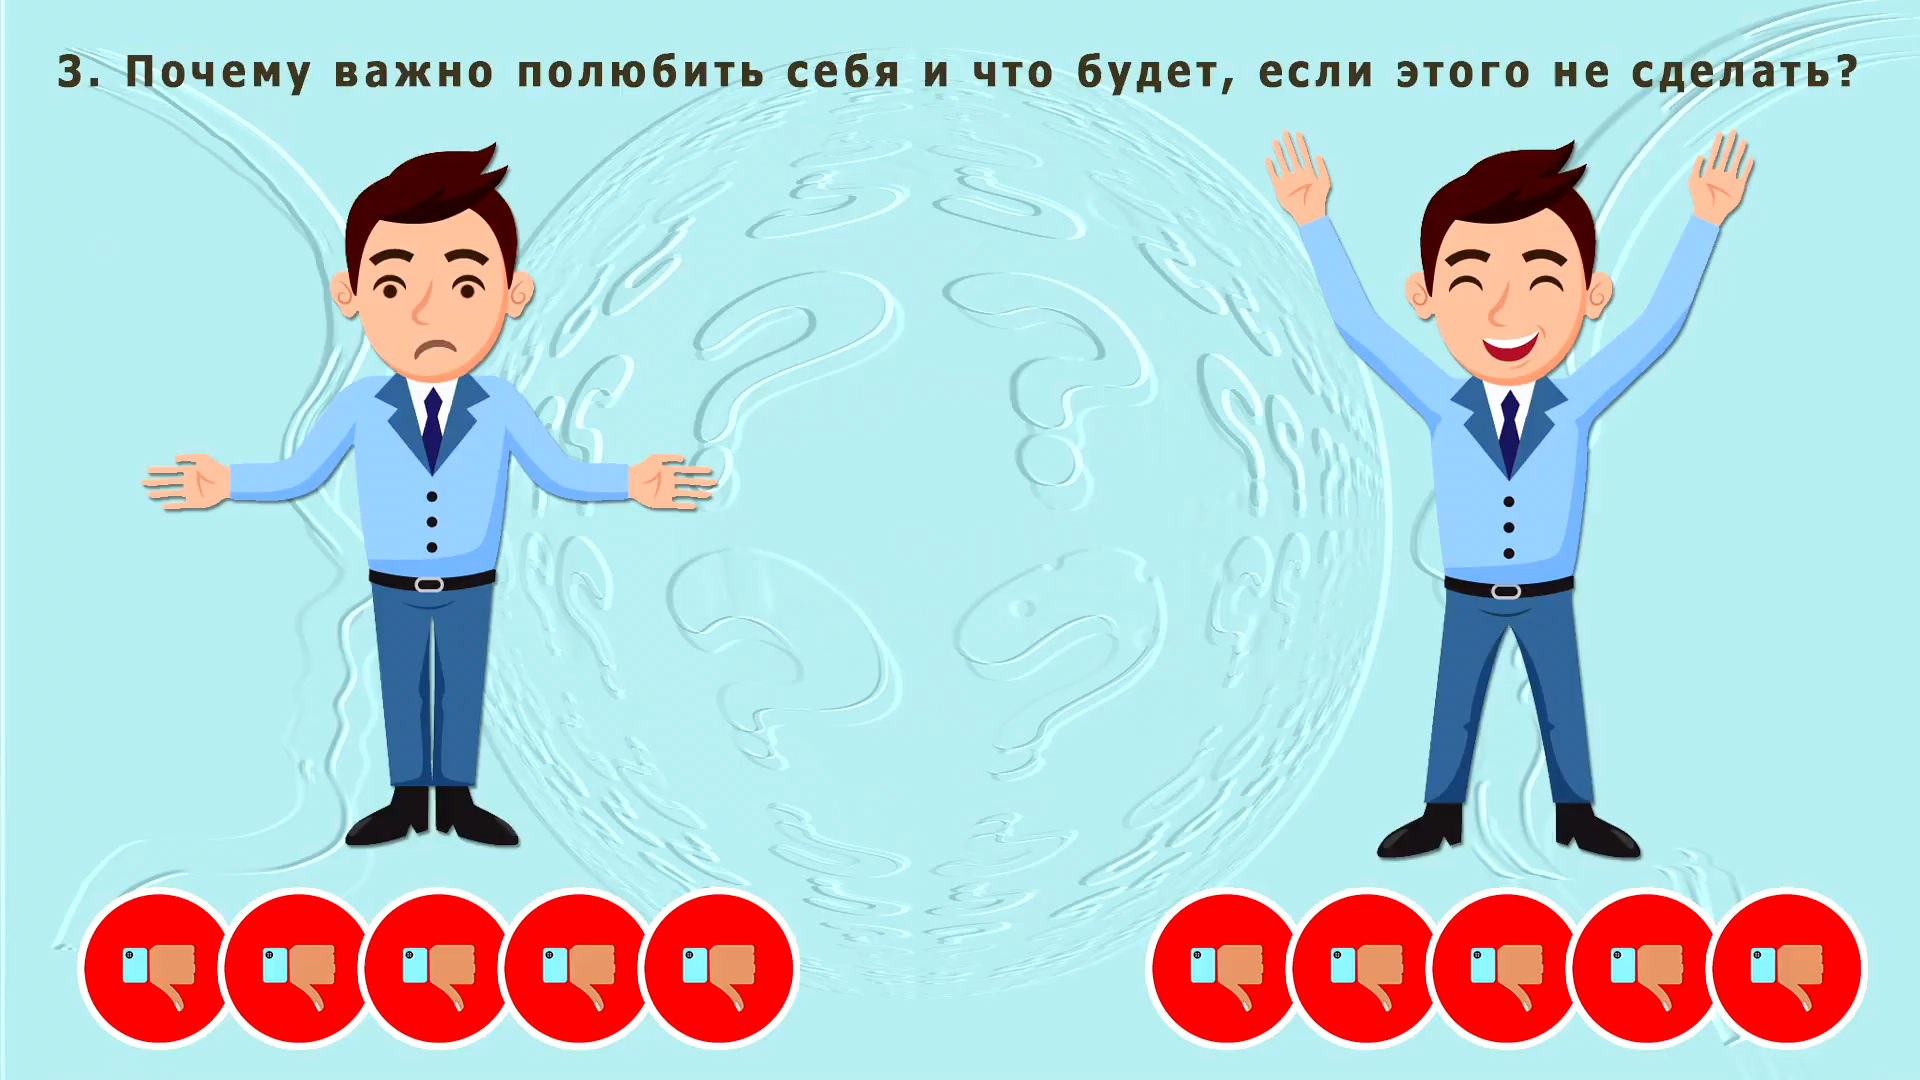 3. Почему важно полюбить себя и что будет, если этого не сделать?